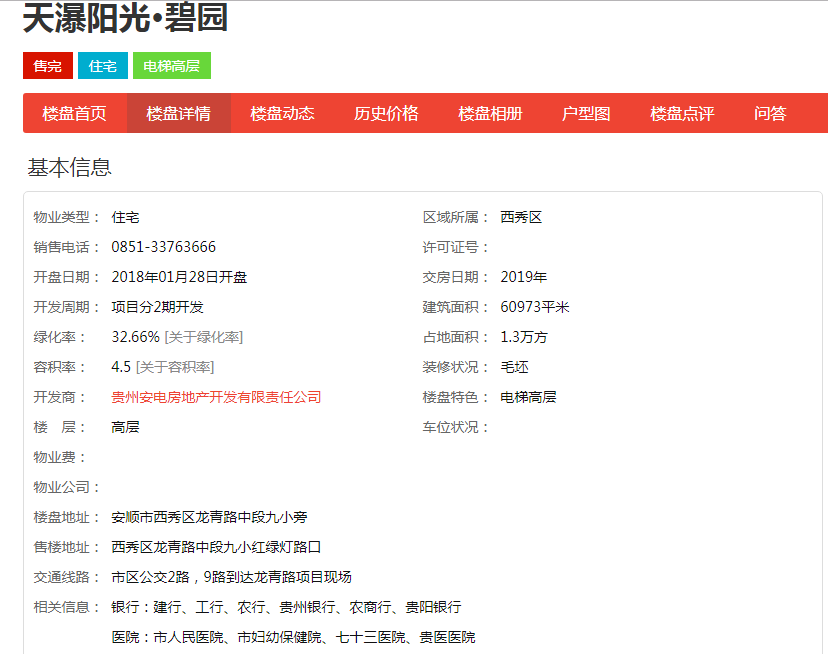 天瀑阳光•碧园
售完 住宅 电梯高层
楼盘首页 楼盘详情 楼盘动态 历史价格 楼盘相册 户型图 楼盘点评 问答
基本信息
物业类型： 住宅 区域所属： 西秀区
销售电话： 0851-33763666 许可证号：
开盘日期： 2018年01月28日开盘 交房日期： 2019年
开发周期： 项目分2期开发 建筑面积： 60973平米
绿化率： 32.66% [关于绿化率] 占地面积： 1.3万方
容积率： 4.5 [关于容积率] 装修状况： 毛坯
开发商： 贵州安电房地产开发有限责任公司 楼盘特色： 电梯高层
楼 层： 高层 车位状况：
物业费：
物业公司：
楼盘地址： 安顺市西秀区龙青路中段九小旁
售楼地址： 西秀区龙青路中段九小红绿灯路口
交通线路： 市区公交2路，9路到达龙青路项目现场
相关信息： 银行：建行、工行、农行、贵州银行、农商行、贵阳银行
医院：市人民医院、市妇幼保健院、七十三医院、贵医医院